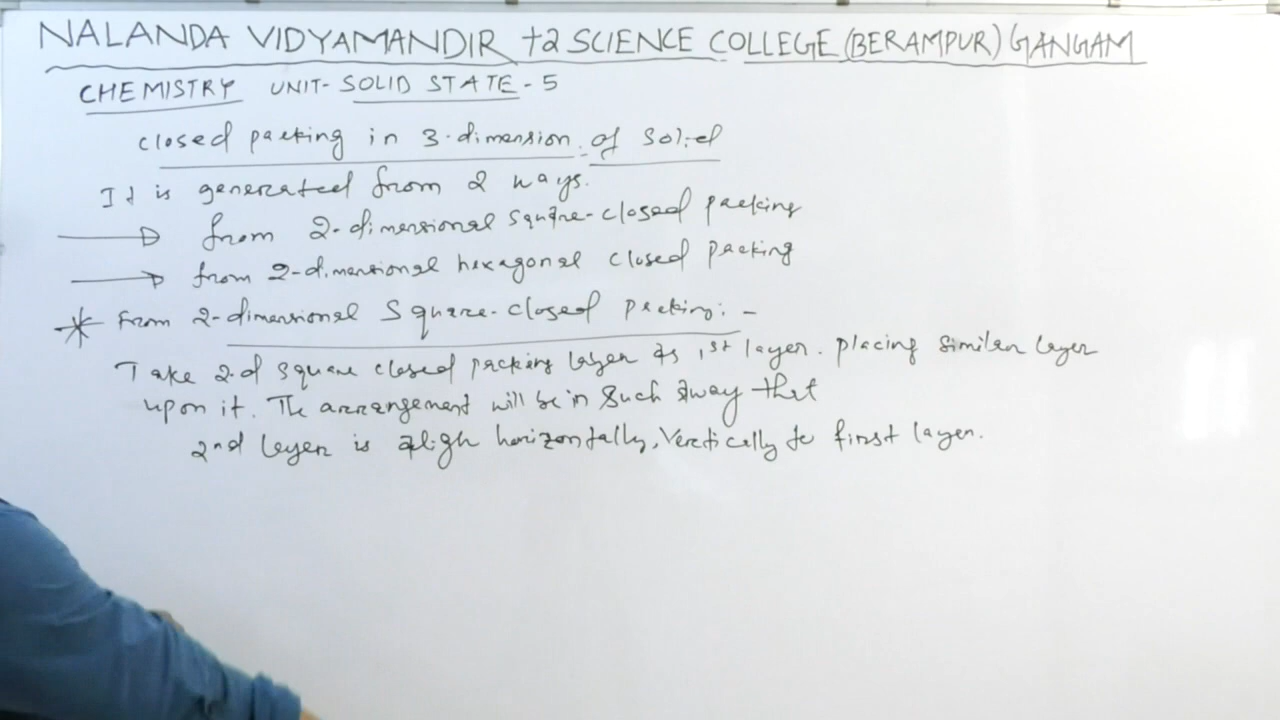 NALANDA VIDYAMANDIR +2 SCIENCE COLLEGE (BERAMPUR) GANGAM
CHEMISTRY UNIT- SOLID STATE - 5
closed packing in 3-dimension of solid
It is generated from 2 ways.
from 2-dimensional square-closed packing
from 2-dimensional hexagonal closed packing
* From 2-dimensional Square-closed packing: -
Take 2.d square closed packing layer as 1st layer. placing similar layer
upon it. The arrangement will be in such away that
2nd layer is align horizontally, vertically to first layer.